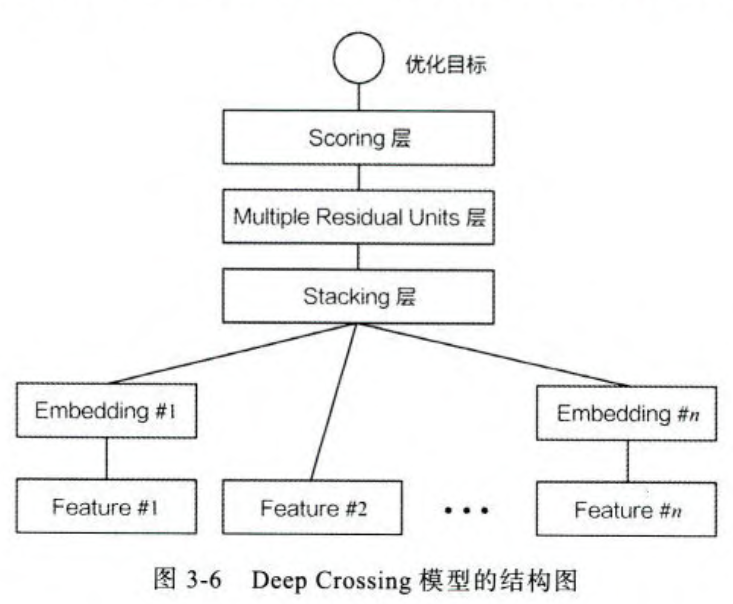 优化目标
Scoring 层
Multiple Residual Units 层
Stacking 层
Embedding #1
Embedding #n
Feature #1
Feature #2
• • •
Feature #n
图 3-6 Deep Crossing 模型的结构图